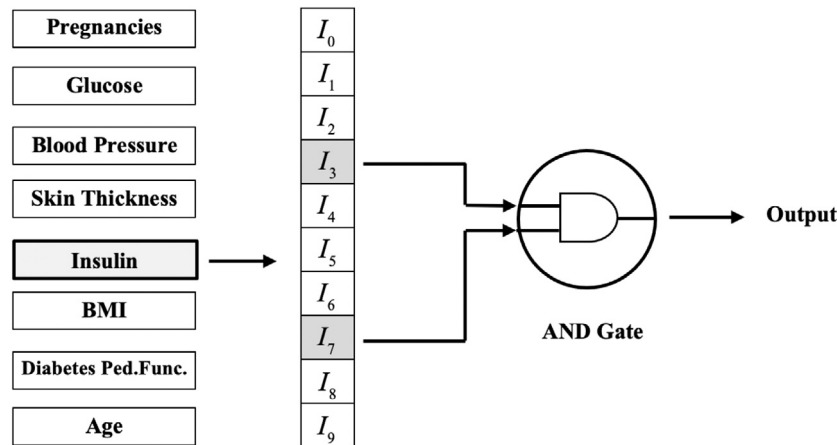 Pregnancies
Glucose
Blood Pressure
Skin Thickness
Insulin
BMI
Diabetes Ped.Func.
Age
I₀
I₁
I₂
I₃
I₄
I₅
I₆
I₇
I₈
I₉
AND Gate
Output